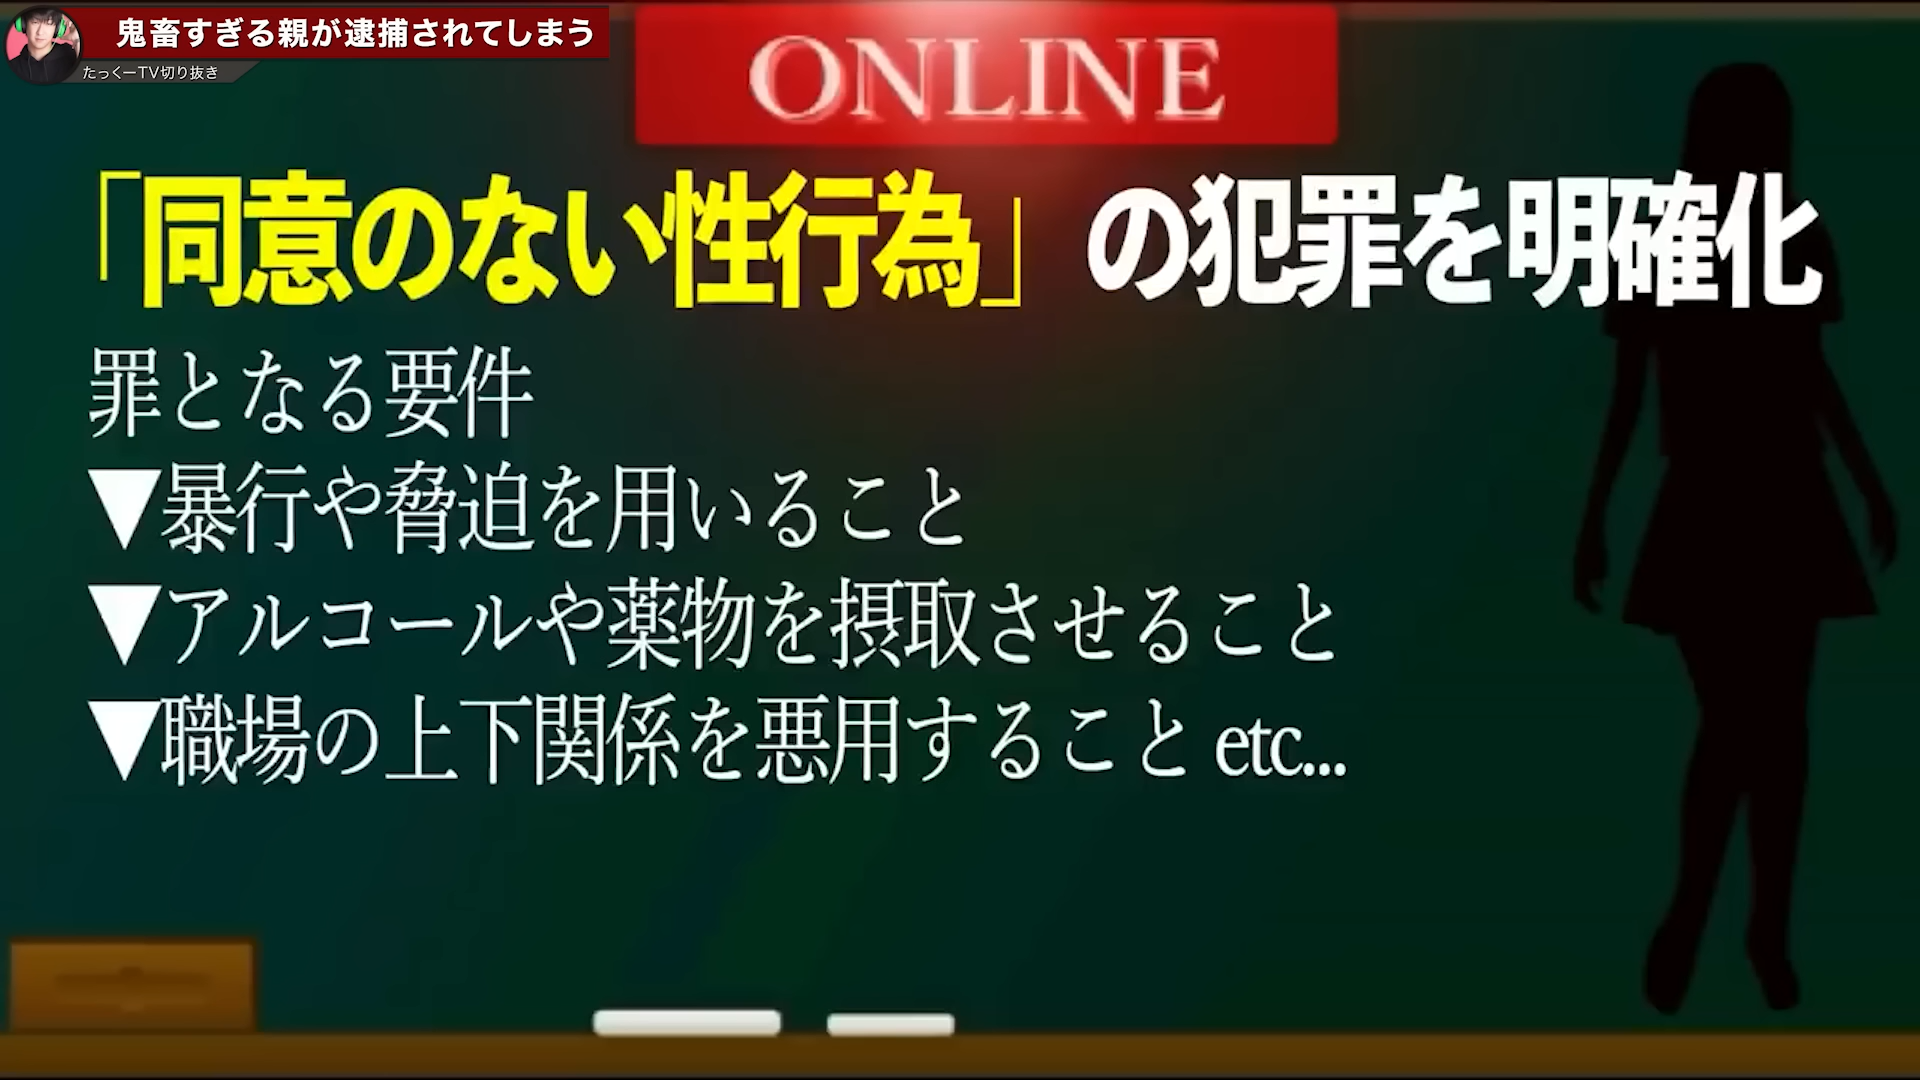 鬼畜すぎる親が逮捕されてしまう
たっくーTV切り抜き
ONLINE
「同意のない性行為」の犯罪を明確化
罪となる要件
▼暴行や脅迫を用いること
▼アルコールや薬物を摂取させること
▼職場の上下関係を悪用すること etc...